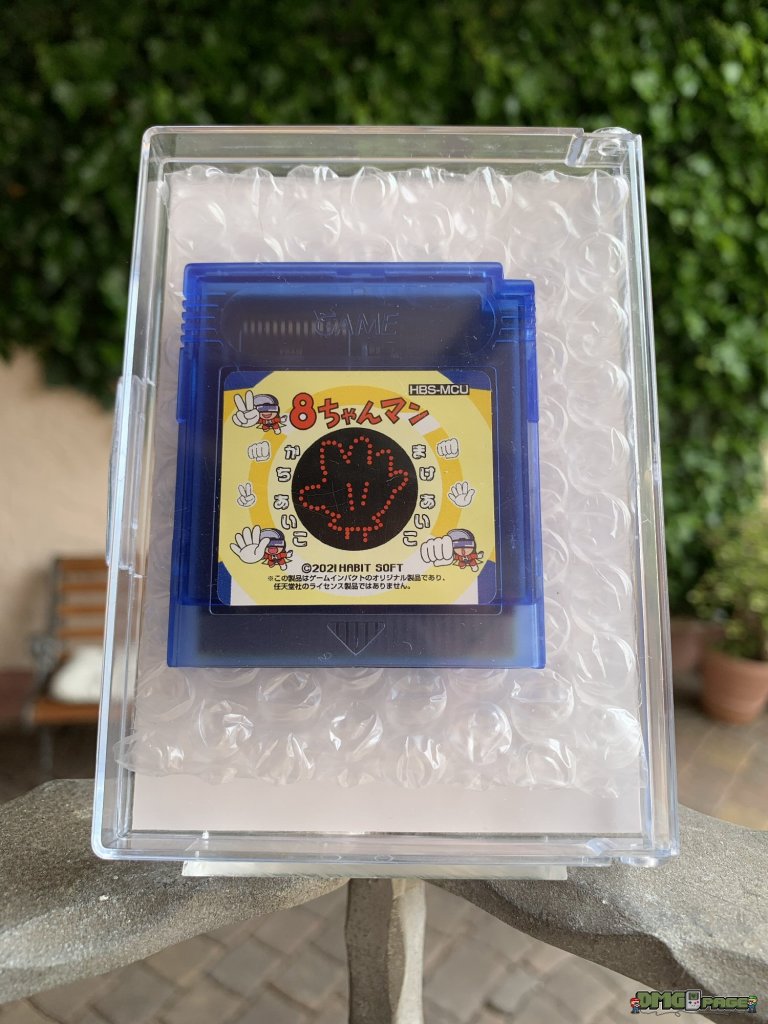 GAME
HBS-MCU
8ちゃんマン
かちあいこ
まけあいこ
©2021 HABIT SOFT
※この製品はゲームインパクトのオリジナル製品であり、
任天堂社のライセンス製品ではありません。
DMG PAGE